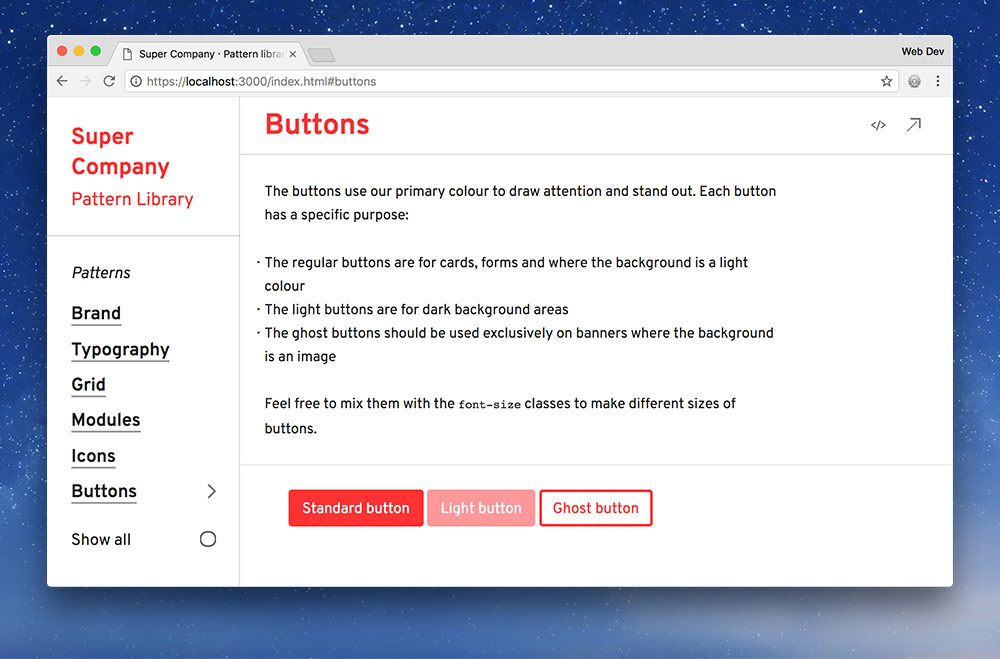 Super Company · Pattern librar
Web Dev
https://localhost:3000/index.html#buttons
Super
Company
Pattern Library
Patterns
Brand
Typography
Grid
Modules
Icons
Buttons
Show all
Buttons
</>
The buttons use our primary colour to draw attention and stand out. Each button
has a specific purpose:
· The regular buttons are for cards, forms and where the background is a light
colour
· The light buttons are for dark background areas
· The ghost buttons should be used exclusively on banners where the background
is an image
Feel free to mix them with the font-size classes to make different sizes of
buttons.
Standard button
Light button
Ghost button